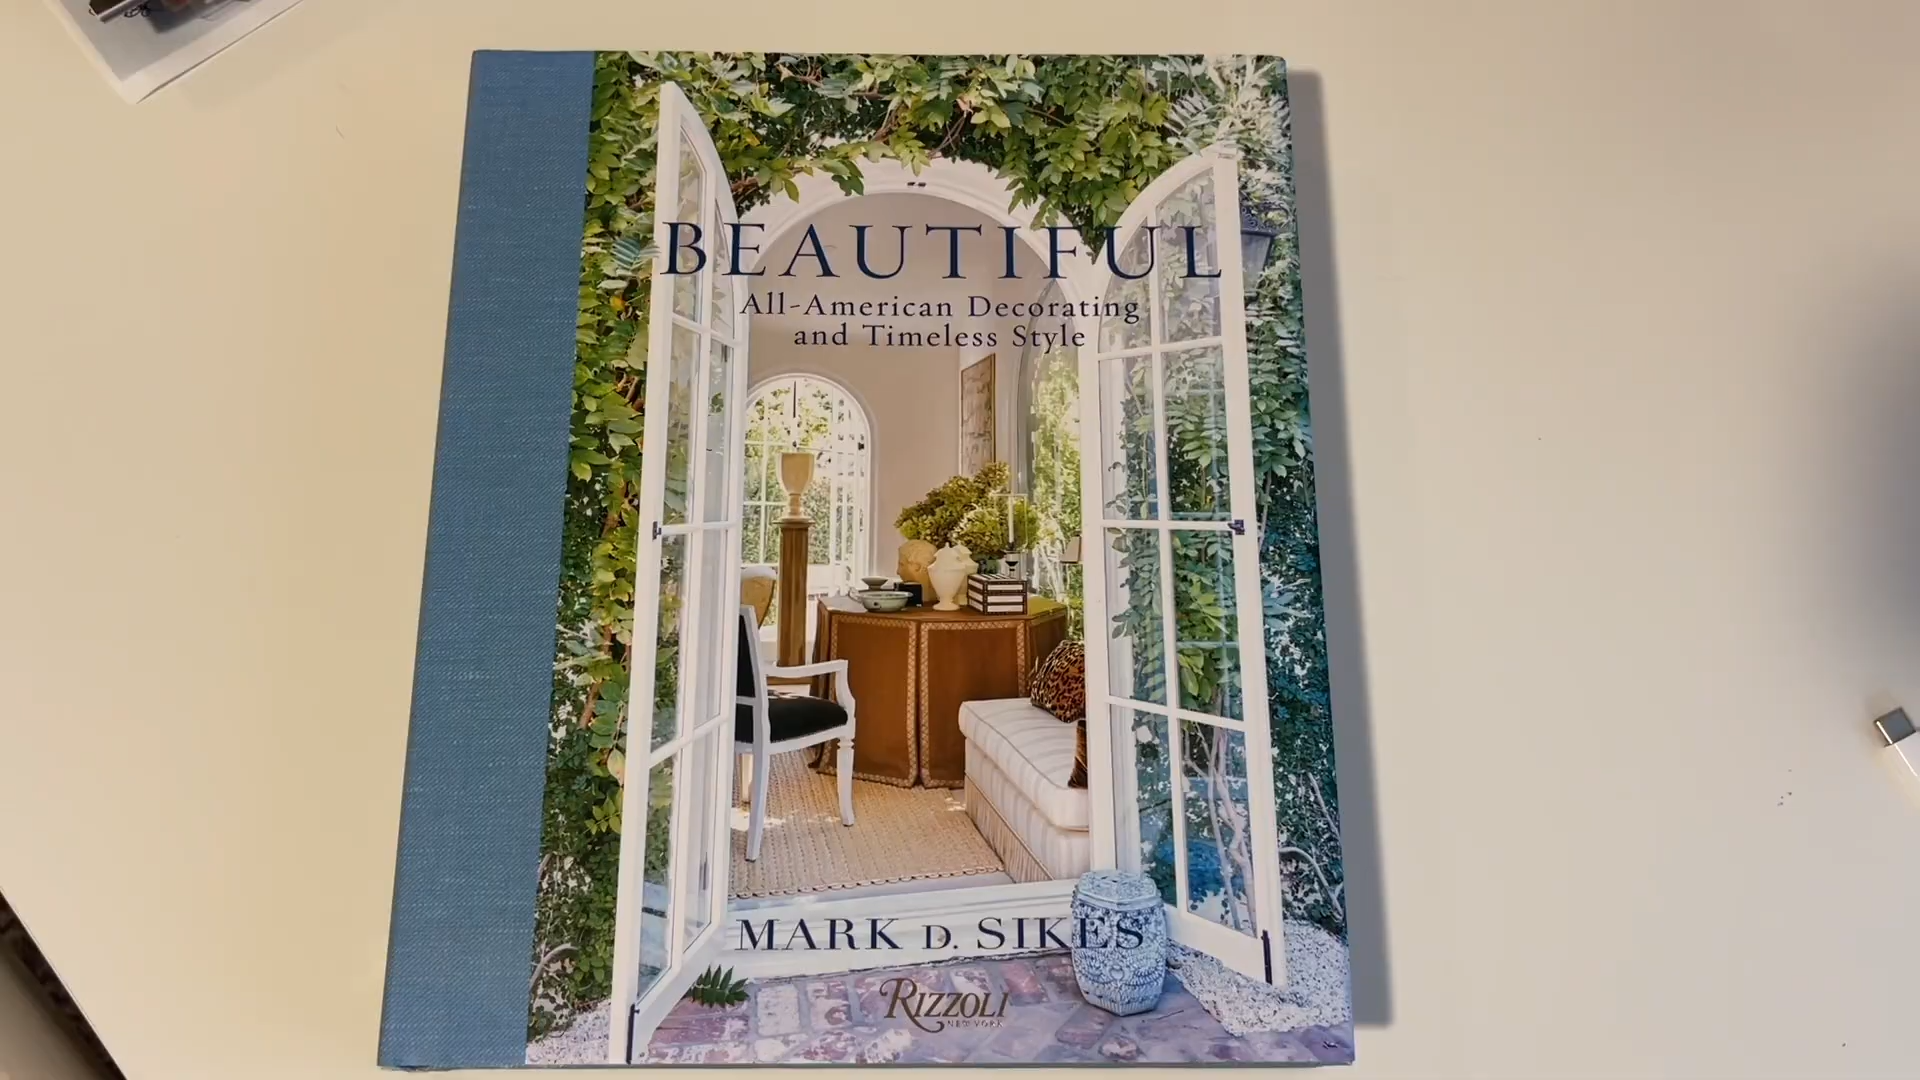 BEAUTIFUL
All-American Decorating
and Timeless Style
MARK D. SIKES
RIZZOLI
NEW YORK